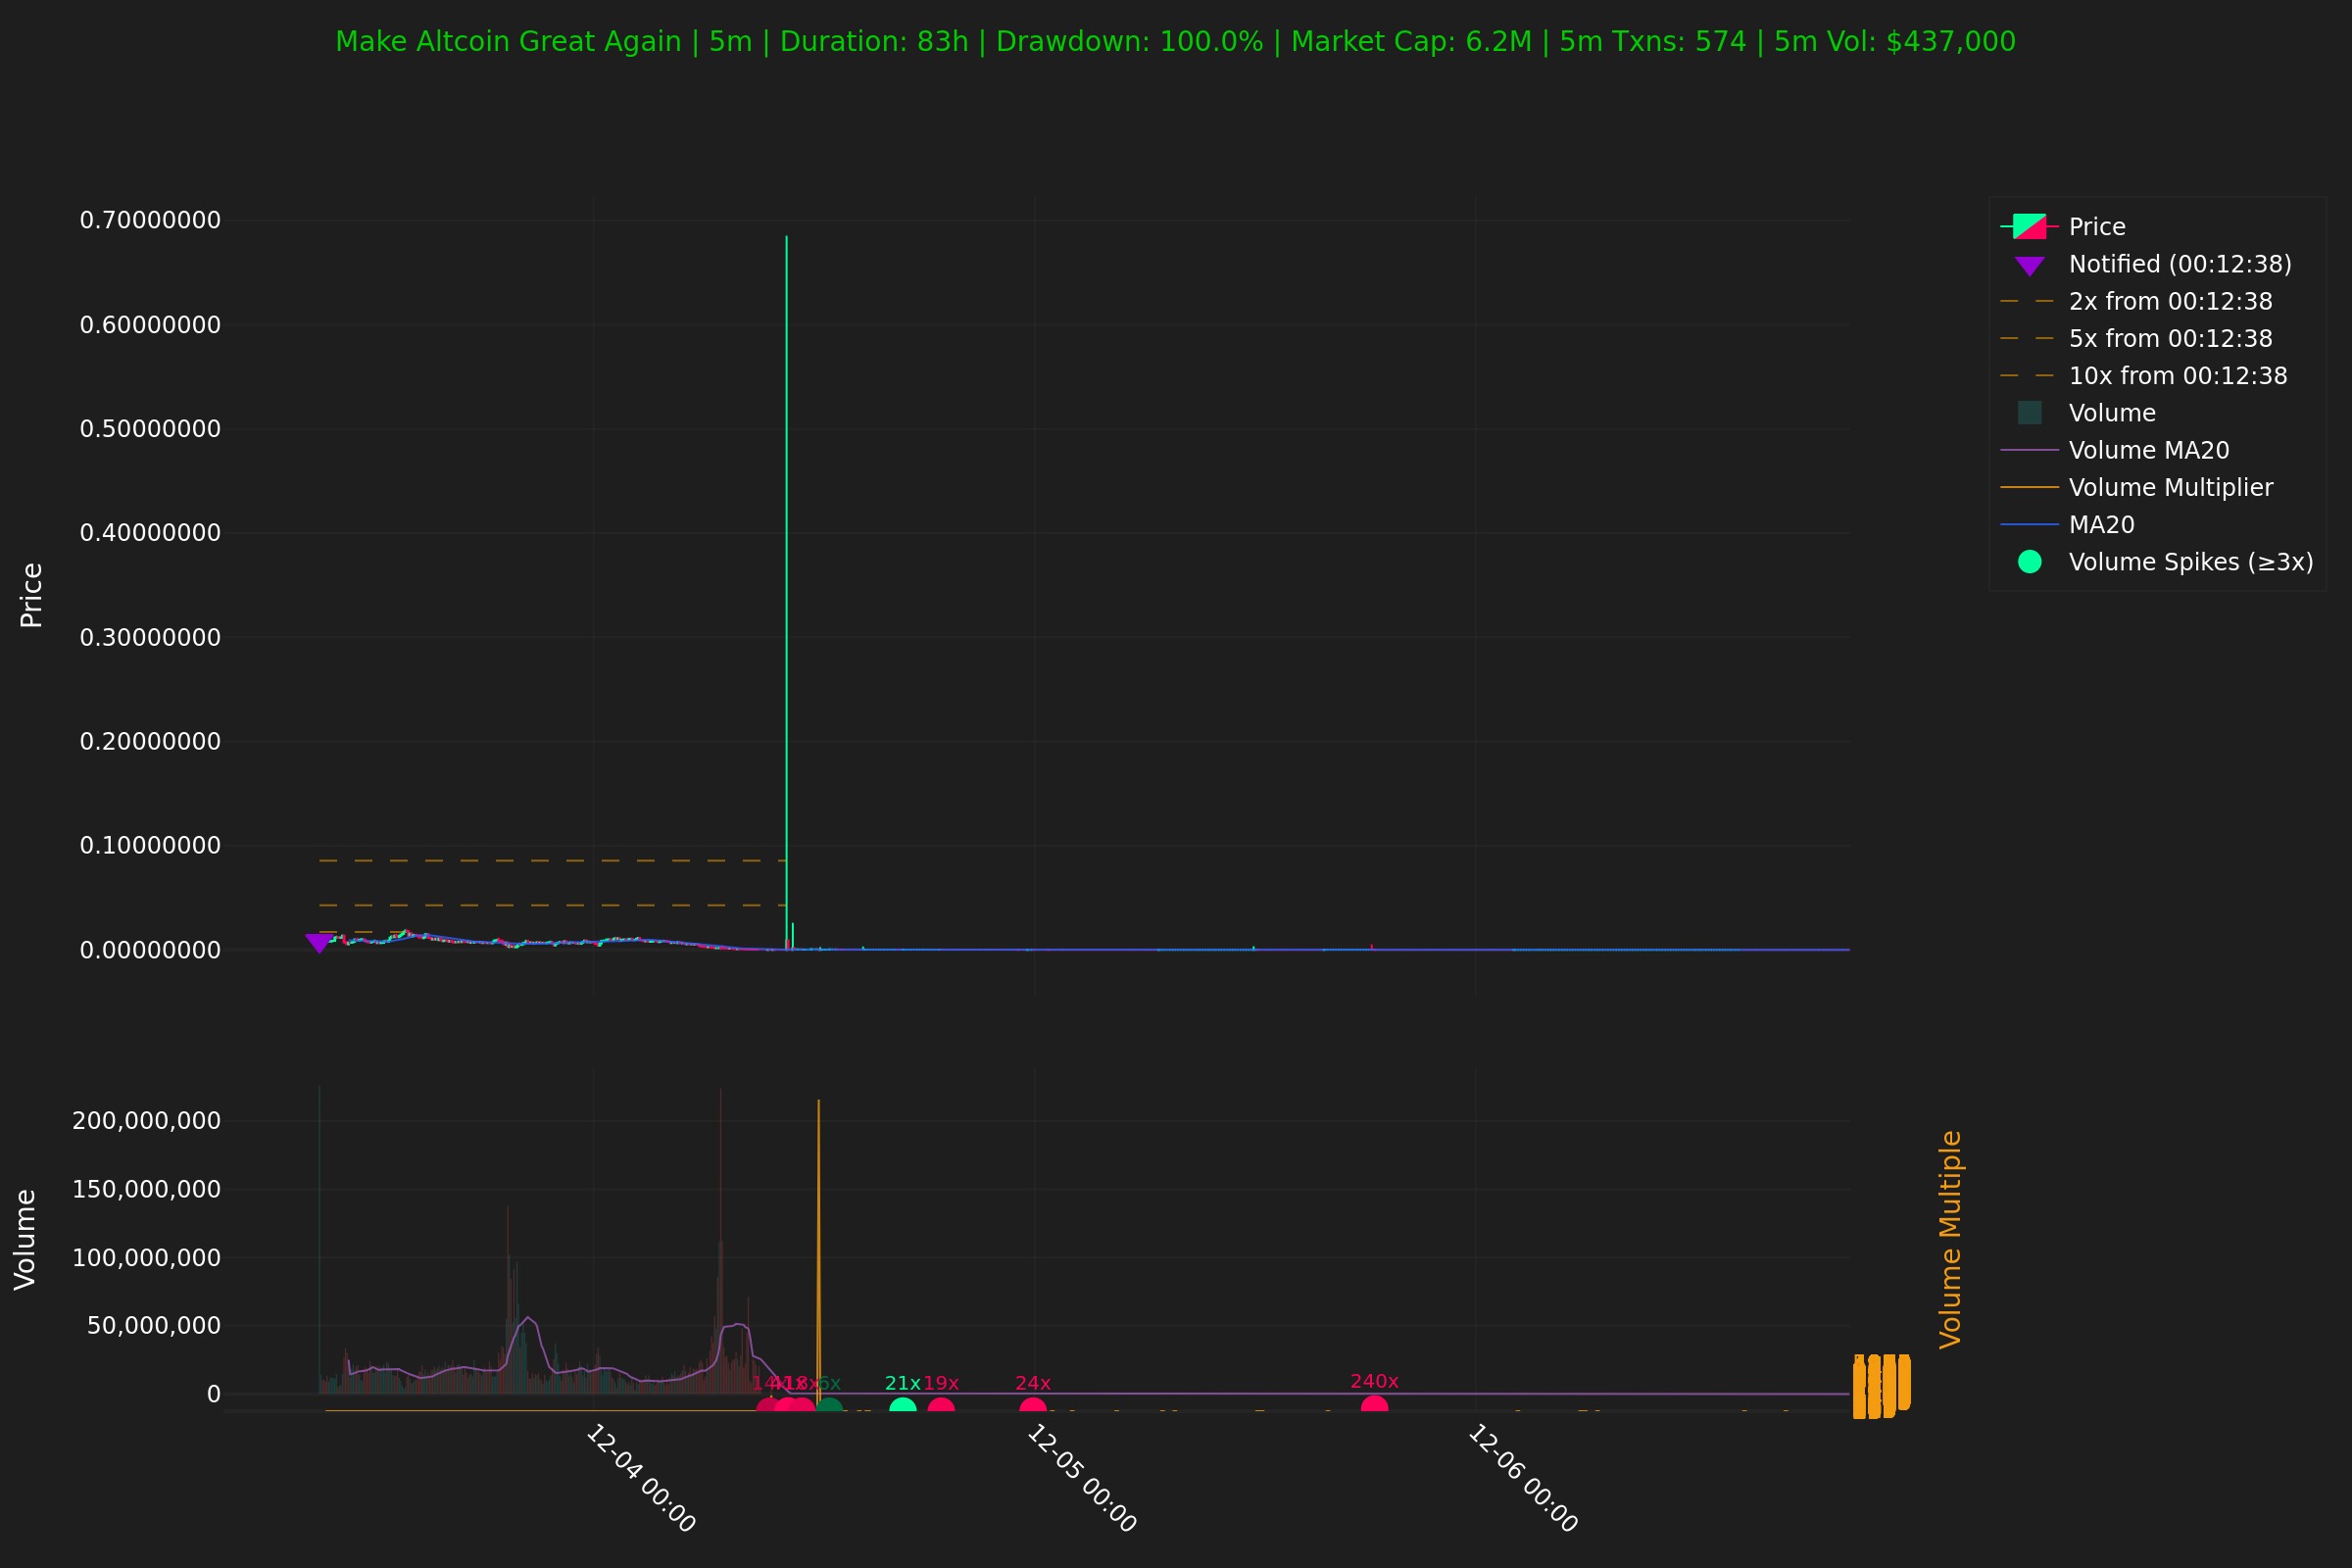 Make Altcoin Great Again | 5m | Duration: 83h | Drawdown: 100.0% | Market Cap: 6.2M | 5m Txns: 574 | 5m Vol: $437,000
Price
0.70000000
0.60000000
0.50000000
0.40000000
0.30000000
0.20000000
0.10000000
0.00000000
Price
Notified (00:12:38)
2x from 00:12:38
5x from 00:12:38
10x from 00:12:38
Volume
Volume MA20
Volume Multiplier
MA20
Volume Spikes (≥3x)
Volume
200,000,000
150,000,000
100,000,000
50,000,000
0
21x
19x
24x
240x
Volume Multiple
12-04 00:00
12-05 00:00
12-06 00:00